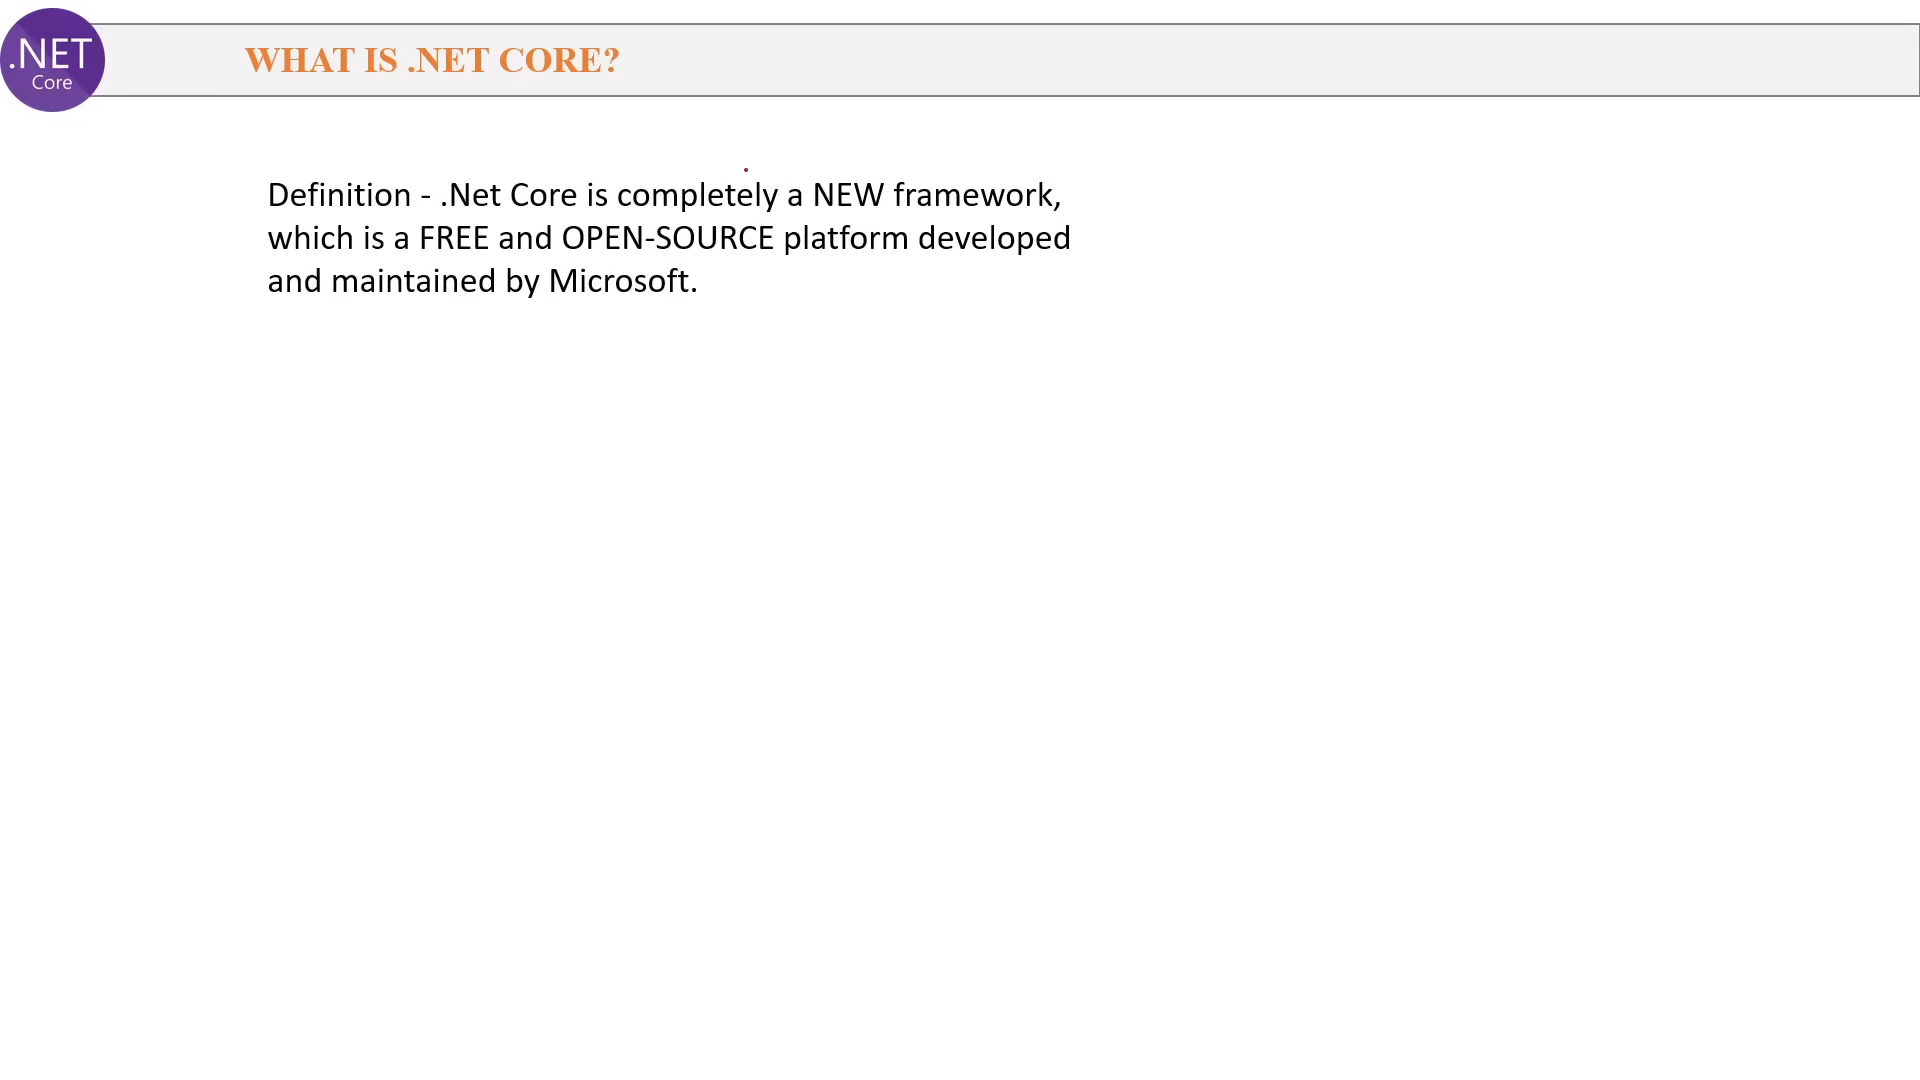 .NET
Core
WHAT IS .NET CORE?
Definition - .Net Core is completely a NEW framework,
which is a FREE and OPEN-SOURCE platform developed
and maintained by Microsoft.